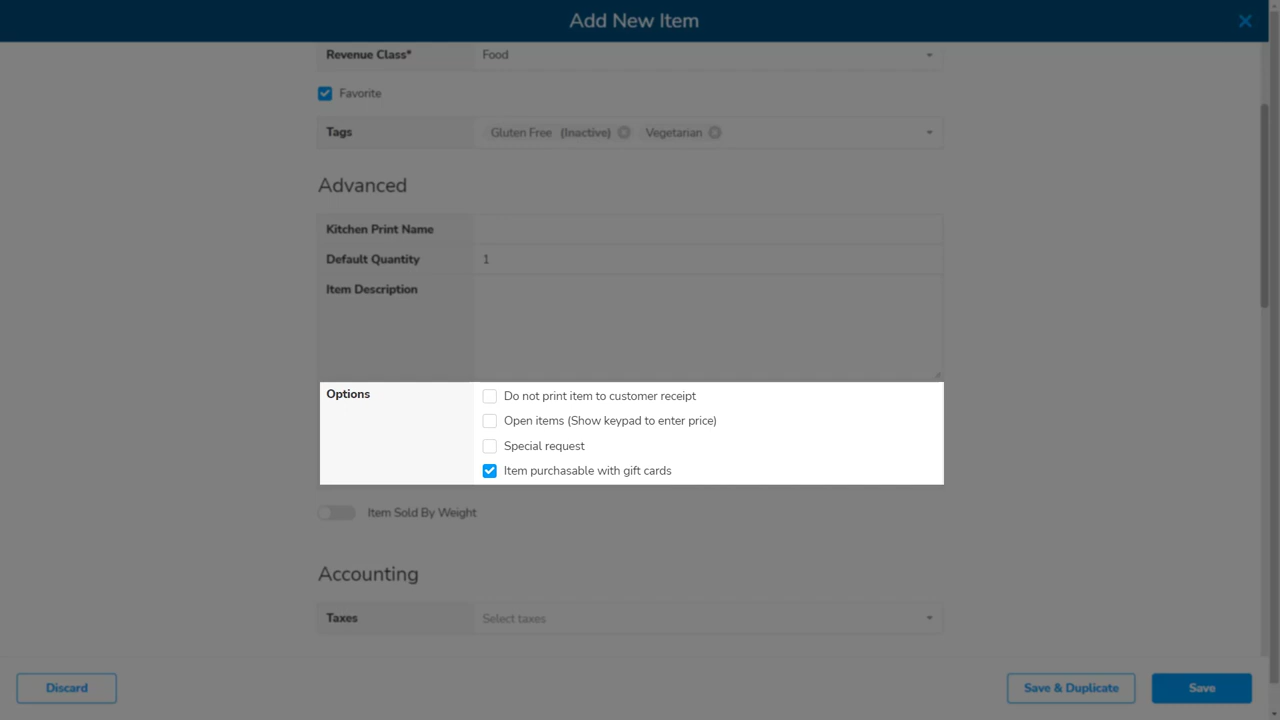 Add New Item
Revenue Class* Food
Favorite
Tags Gluten Free (Inactive) Vegetarian
Advanced
Kitchen Print Name
Default Quantity 1
Item Description
Options Do not print item to customer receipt
Open items (Show keypad to enter price)
Special request
Item purchasable with gift cards
Item Sold By Weight
Accounting
Taxes Select taxes
Discard Save & Duplicate Save